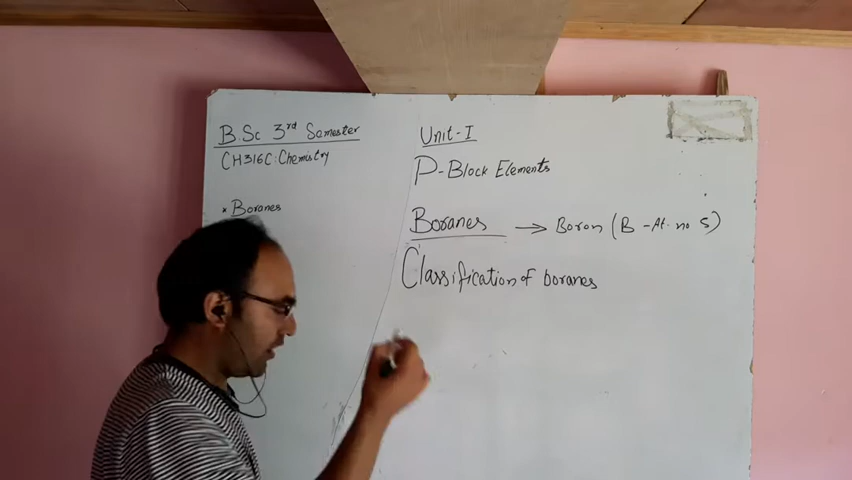 B.Sc 3rd Semester
CH316C: Chemistry
* Boranes
Unit-I
P-Block Elements
Boranes → Boron (B - At. no 5)
Classification of boranes